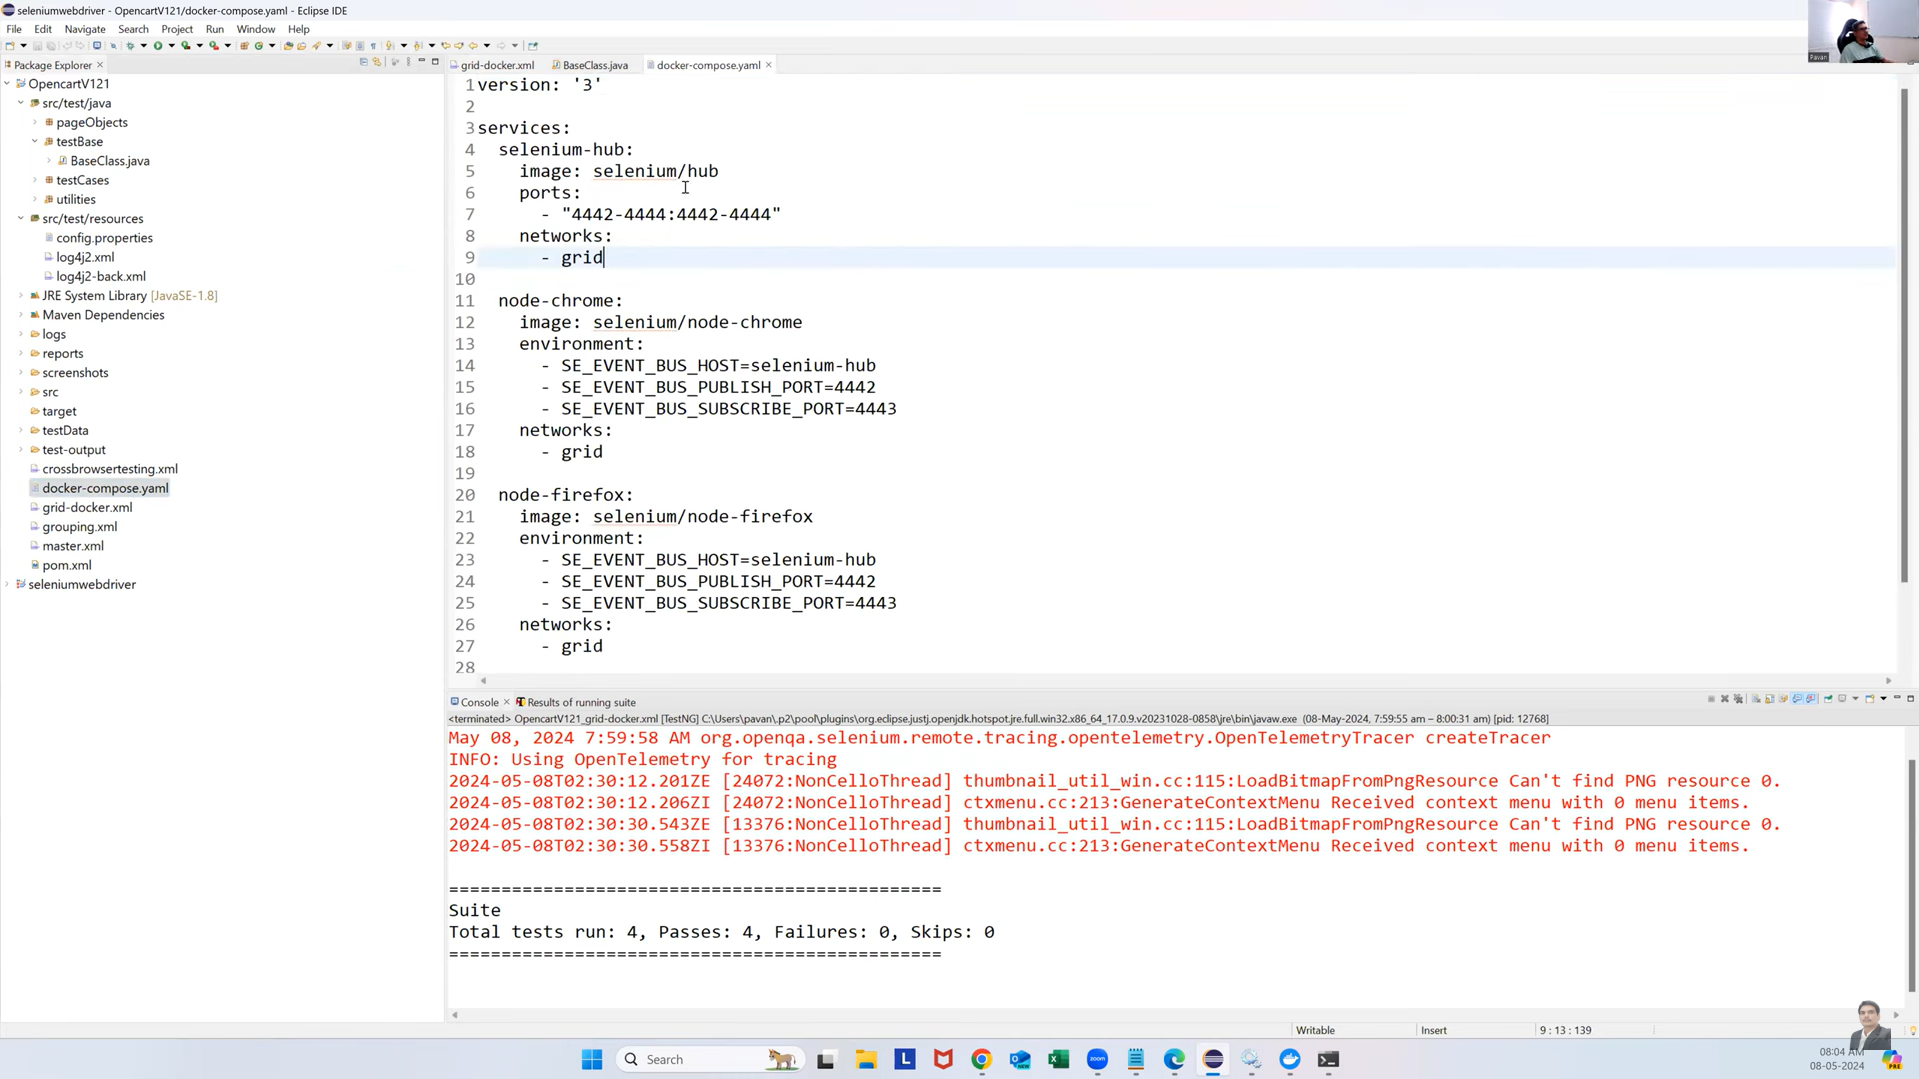 seleniumwebdriver - OpencartV121/docker-compose.yaml - Eclipse IDE
File Edit Navigate Search Project Run Window Help
Package Explorer
grid-docker.xml BaseClass.java docker-compose.yaml
OpencartV121
src/test/java
pageObjects
testBase
BaseClass.java
testCases
utilities
src/test/resources
config.properties
log4j2.xml
log4j2-back.xml
JRE System Library [JavaSE-1.8]
Maven Dependencies
logs
reports
screenshots
src
target
testData
test-output
crossbrowsertesting.xml
docker-compose.yaml
grid-docker.xml
grouping.xml
master.xml
pom.xml
seleniumwebdriver
1 version: '3'
2
3 services:
4 selenium-hub:
5 image: selenium/hub
6 ports:
7 - "4442-4444:4442-4444"
8 networks:
9 - grid
10
11 node-chrome:
12 image: selenium/node-chrome
13 environment:
14 - SE_EVENT_BUS_HOST=selenium-hub
15 - SE_EVENT_BUS_PUBLISH_PORT=4442
16 - SE_EVENT_BUS_SUBSCRIBE_PORT=4443
17 networks:
18 - grid
19
20 node-firefox:
21 image: selenium/node-firefox
22 environment:
23 - SE_EVENT_BUS_HOST=selenium-hub
24 - SE_EVENT_BUS_PUBLISH_PORT=4442
25 - SE_EVENT_BUS_SUBSCRIBE_PORT=4443
26 networks:
27 - grid
28
Pavan
Console Results of running suite
<terminated> OpencartV121_grid-docker.xml [TestNG] C:\Users\pavan\.p2\pool\plugins\org.eclipse.justj.openjdk.hotspot.jre.full.win32.x86_64_17.0.9.v20231028-0858\jre\bin\javaw.exe (08-May-2024, 7:59:55 am – 8:00:31 am) [pid: 12768]
May 08, 2024 7:59:58 AM org.openqa.selenium.remote.tracing.opentelemetry.OpenTelemetryTracer createTracer
INFO: Using OpenTelemetry for tracing
2024-05-08T02:30:12.201ZE [24072:NonCelloThread] thumbnail_util_win.cc:115:LoadBitmapFromPngResource Can't find PNG resource 0.
2024-05-08T02:30:12.206ZI [24072:NonCelloThread] ctxmenu.cc:213:GenerateContextMenu Received context menu with 0 menu items.
2024-05-08T02:30:30.543ZE [13376:NonCelloThread] thumbnail_util_win.cc:115:LoadBitmapFromPngResource Can't find PNG resource 0.
2024-05-08T02:30:30.558ZI [13376:NonCelloThread] ctxmenu.cc:213:GenerateContextMenu Received context menu with 0 menu items.
===============================================
Suite
Total tests run: 4, Passes: 4, Failures: 0, Skips: 0
===============================================
Writable Insert 9 : 13 : 139
Search
08:04 AM
08-05-2024